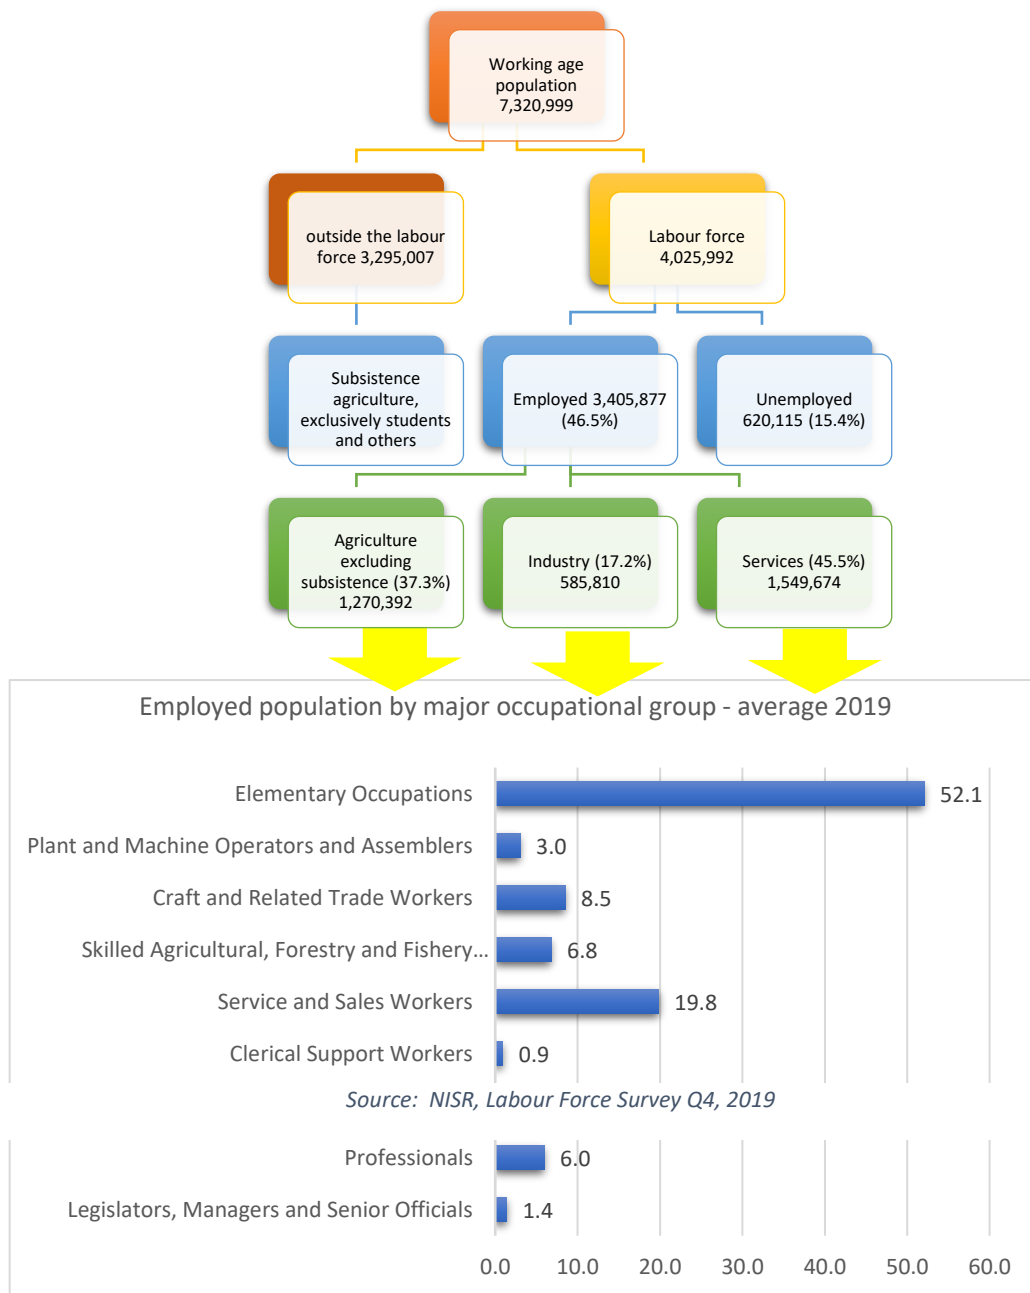 Working age
population
7,320,999
outside the labour
force 3,295,007
Labour force
4,025,992
Subsistence
agriculture,
exclusively students
and others
Employed 3,405,877
(46.5%)
Unemployed
620,115 (15.4%)
Agriculture
excluding
subsistence (37.3%)
1,270,392
Industry (17.2%)
585,810
Services (45.5%)
1,549,674
Employed population by major occupational group - average 2019
Elementary Occupations 52.1
Plant and Machine Operators and Assemblers 3.0
Craft and Related Trade Workers 8.5
Skilled Agricultural, Forestry and Fishery... 6.8
Service and Sales Workers 19.8
Clerical Support Workers 0.9
Source: NISR, Labour Force Survey Q4, 2019
Professionals 6.0
Legislators, Managers and Senior Officials 1.4
0.0 10.0 20.0 30.0 40.0 50.0 60.0